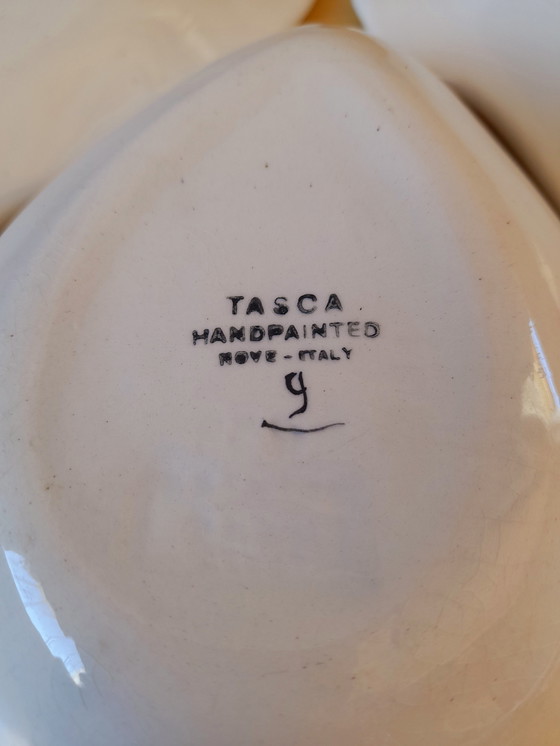 TASCA
HANDPAINTED
NOVE - ITALY
g